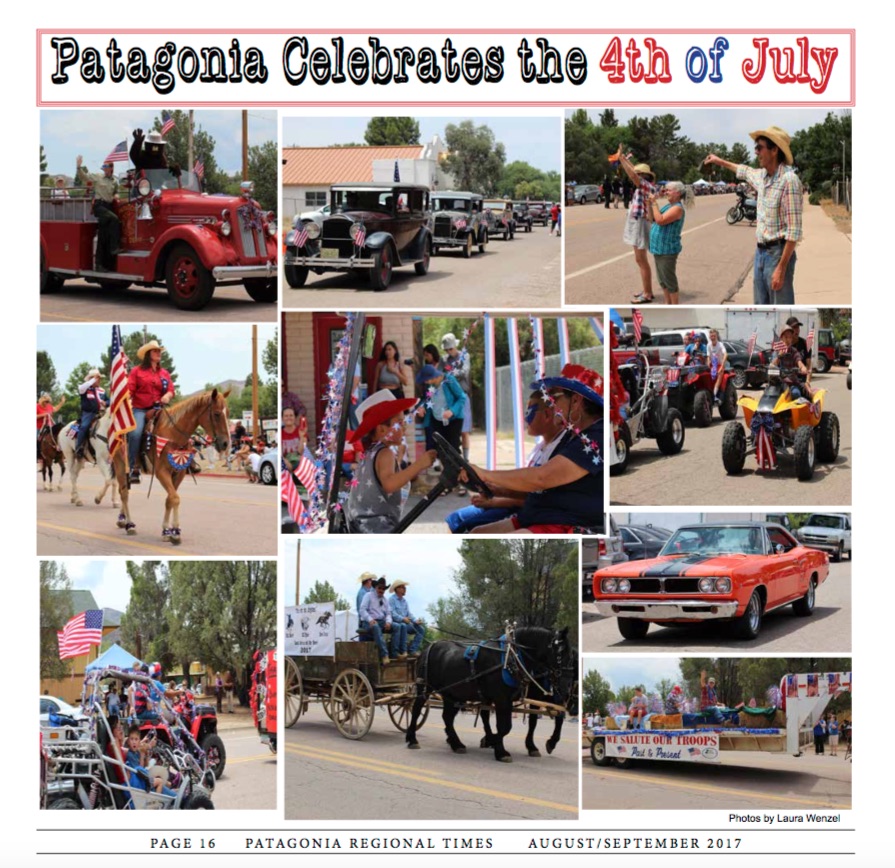 Patagonia Celebrates the 4th of July
2017
WE SALUTE OUR TROOPS
Past & Present
Photos by Laura Wenzel
PAGE 16 PATAGONIA REGIONAL TIMES AUGUST/SEPTEMBER 2017